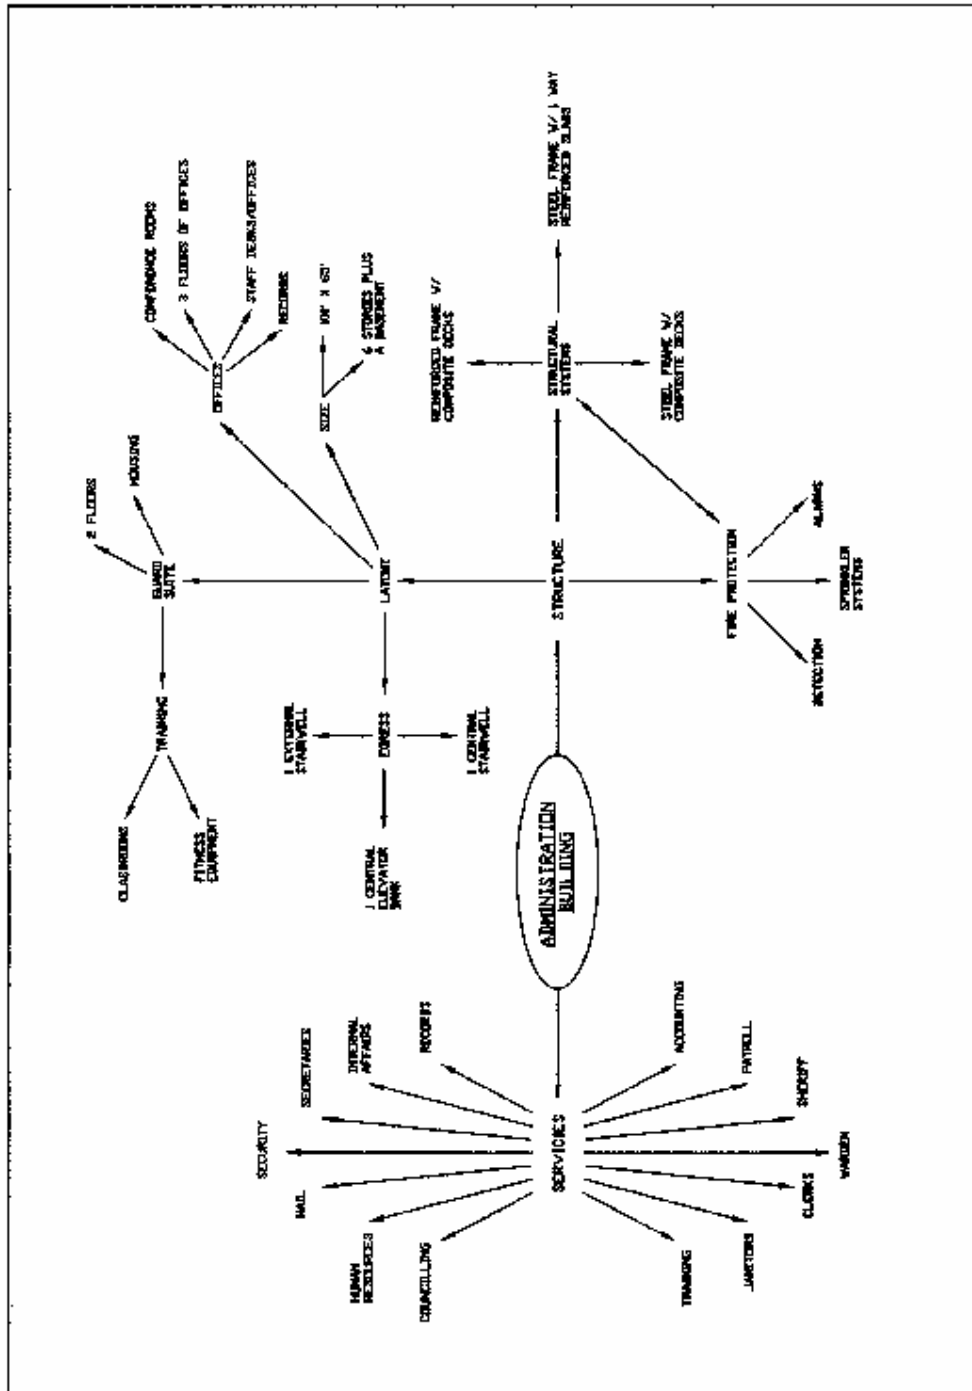 2 FLOORS
HOUSING
GUARD
SUITE
TRAINING
CLASSROOMS
FITNESS
EQUIPMENT
CONFERENCE ROOMS
3 FLOORS OF OFFICES
STAFF DESKS/OFFICES
RECORDS
OFFICES
SIZE
6 STORIES PLUS
A BASEMENT
LAYOUT
1 EXTERNAL
STAIRWELL
EGRESS
1 CENTRAL
STAIRWELL
1 CENTRAL
ELEVATOR
BANK
REINFORCED FRAME W/
COMPOSITE DECKS
STRUCTURAL
SYSTEMS
STEEL FRAME W/ 1 WAY
REINFORCED SLABS
STEEL FRAME W/
COMPOSITE DECKS
STRUCTURE
FIRE PROTECTION
ALARMS
SPRINKLER
SYSTEMS
DETECTION
ADMINISTRATION
BUILDING
SERVICIES
SECURITY
SECRETARIES
INTERNAL
AFFAIRS
RECORDS
MAIL
HUMAN
RESOURCES
COUNCILLING
ACCOUNTING
PAYROLL
SHERIFF
WARDEN
CLERKS
JANITORS
TRAINING